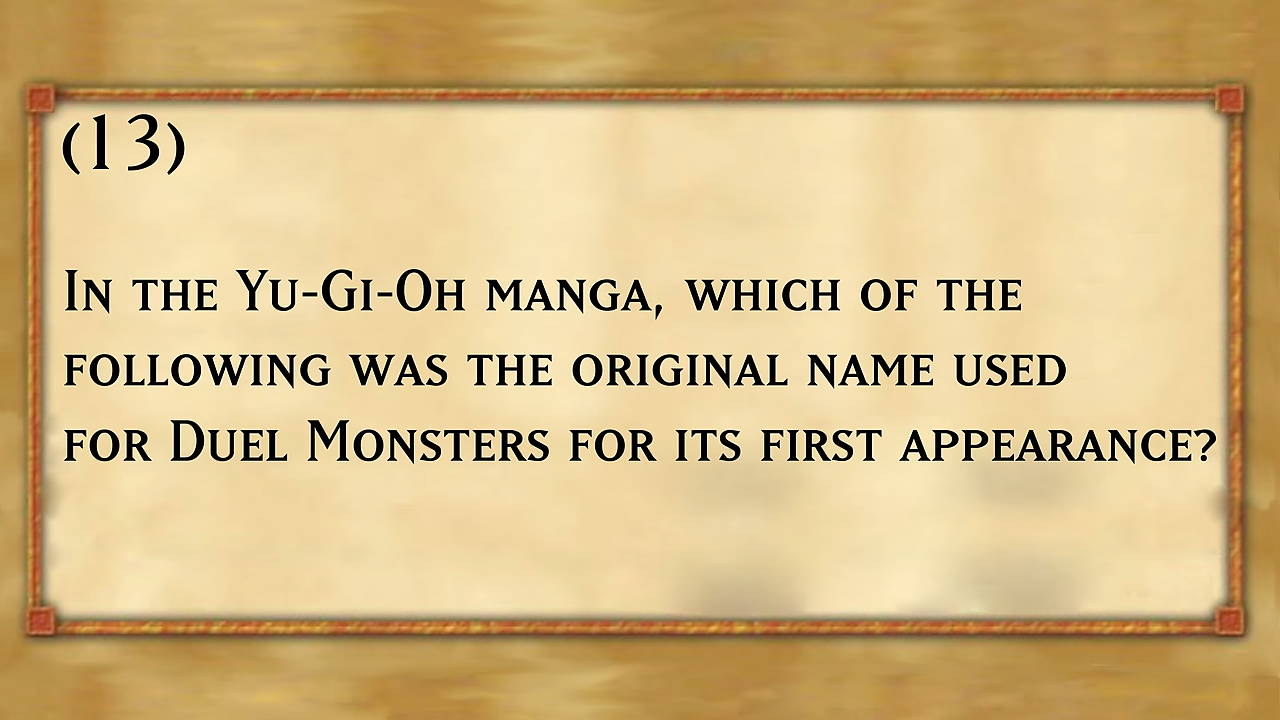 (13)
In the Yu-Gi-Oh manga, which of the
following was the original name used
for Duel Monsters for its first appearance?